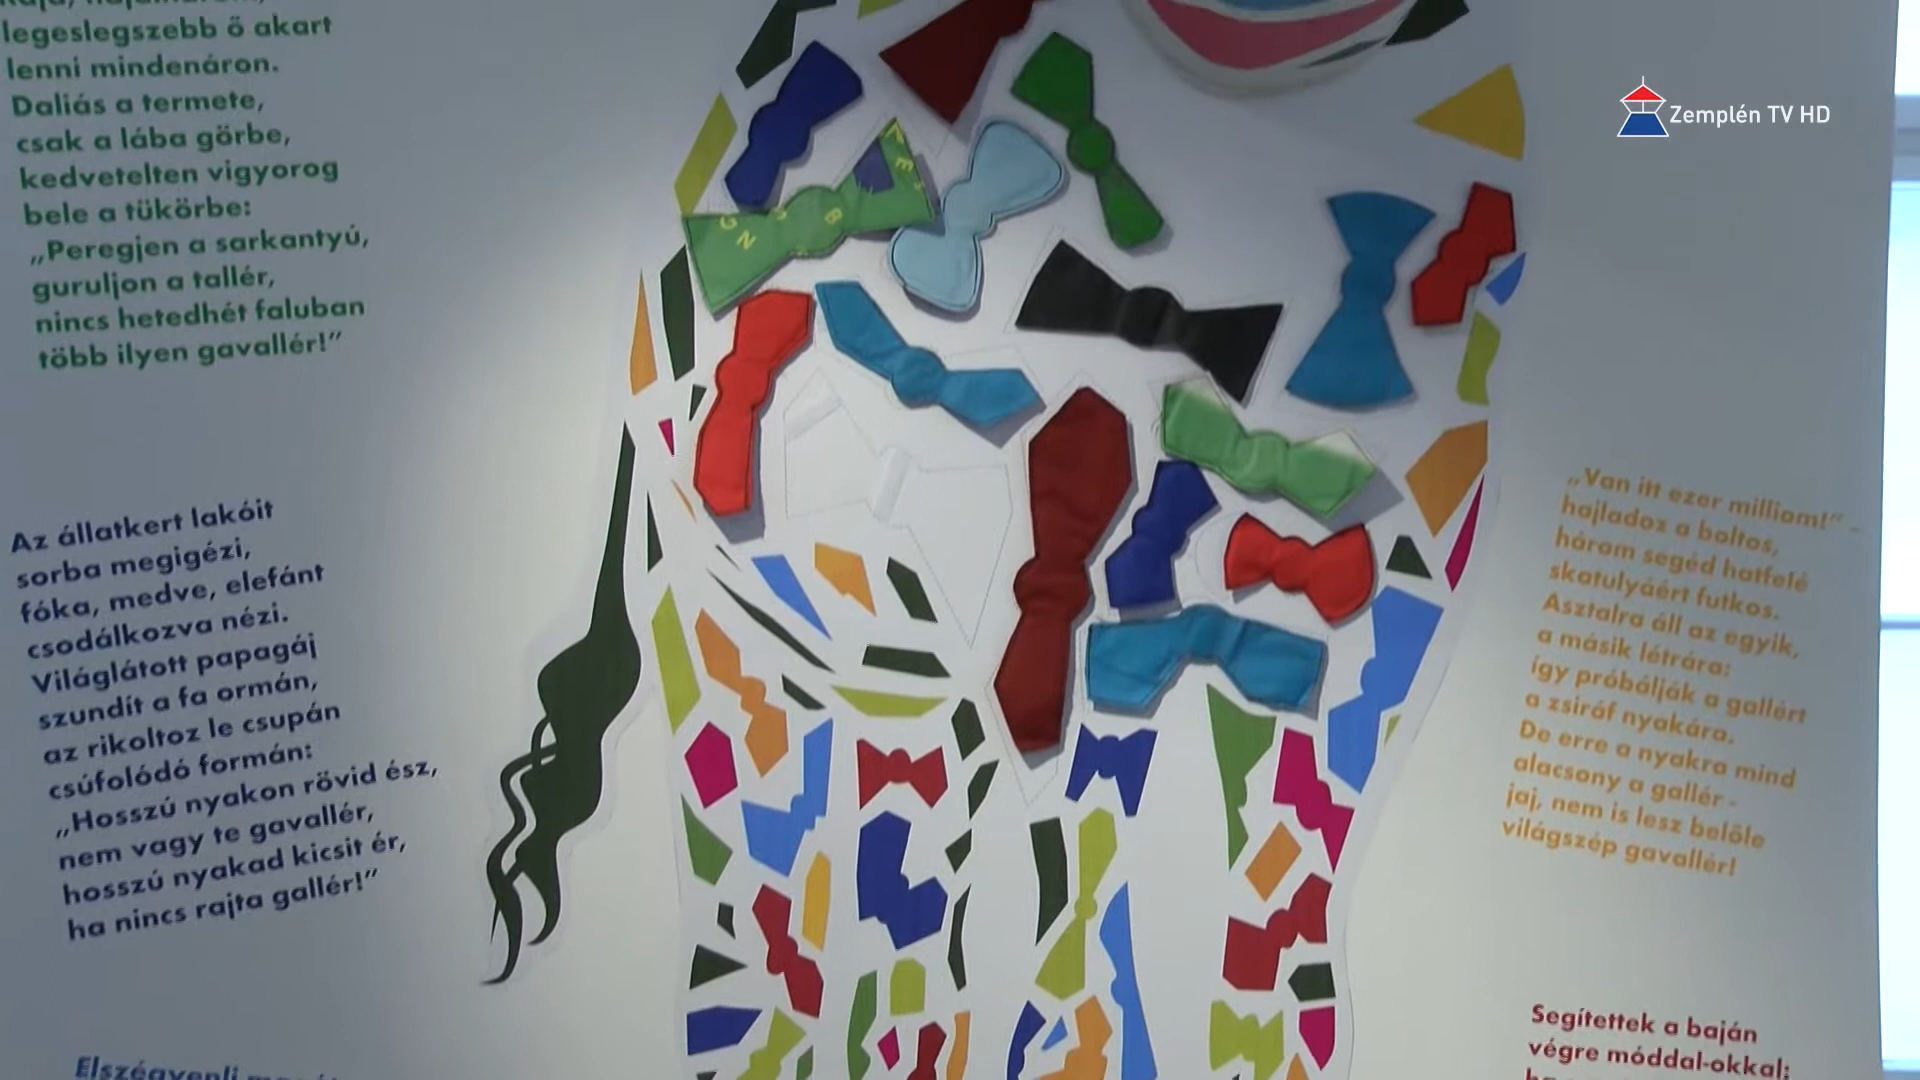 legeslegszebb ő akart
lenni mindenáron.
Daliás a termete,
csak a lába görbe,
kedvetelten vigyorog
bele a tükörbe:
„Peregjen a sarkantyú,
guruljon a tallér,
nincs hetedhét faluban
több ilyen gavallér!”
Az állatkert lakóit
sorba megigézi,
fóka, medve, elefánt
csodálkozva nézi.
Világlátott papagáj
szundít a fa ormán,
az rikoltoz le csupán
csúfolódó formán:
„Hosszú nyakon rövid ész,
nem vagy te gavallér,
hosszú nyakad kicsit ér,
ha nincs rajta gallér!”
Zemplén TV HD
„Van itt ezer milliom!” -
hajladoz a boltos,
három segéd hatfelé
skatulyáért futkos.
Asztalra áll az egyik,
a másik létrára:
így próbálják a gallért
a zsiráf nyakára.
De erre a nyakra mind
alacsony a gallér -
jaj, nem is lesz belőle
világszép gavallér!
Segítettek a baján
végre móddal-okkal: